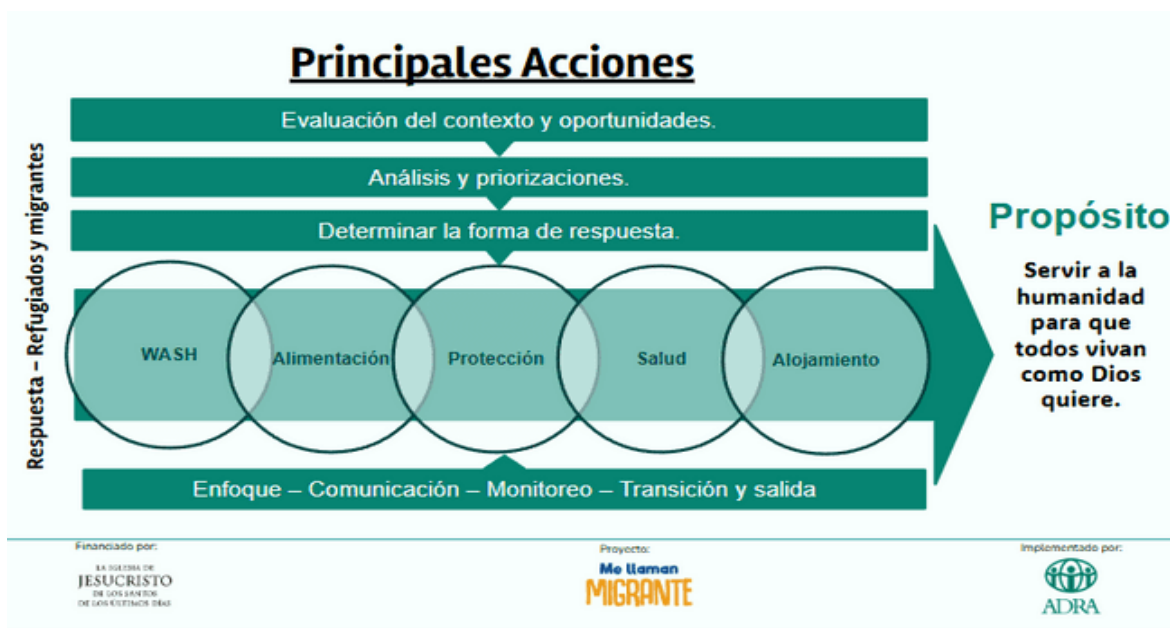 Principales Acciones
Evaluación del contexto y oportunidades.
Análisis y priorizaciones.
Determinar la forma de respuesta.
Respuesta – Refugiados y migrantes
WASH
Alimentación
Protección
Salud
Alojamiento
Enfoque – Comunicación – Monitoreo – Transición y salida
Propósito
Servir a la
humanidad
para que
todos vivan
como Dios
quiere.
Financiado por:
LA IGLESIA DE
JESUCRISTO
DE LOS SANTOS
DE LOS ÚLTIMOS DÍAS
Proyecto:
Me llaman
MIGRANTE
Implementado por:
ADRA